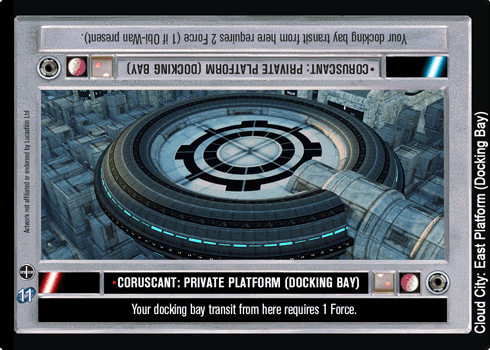 Your docking bay transit from here requires 2 Force (1 if Obi-Wan present).
•CORUSCANT: PRIVATE PLATFORM (DOCKING BAY)
Artwork not affiliated or endorsed by Lucasfilm Ltd
11
•CORUSCANT: PRIVATE PLATFORM (DOCKING BAY)
Your docking bay transit from here requires 1 Force.
Cloud City: East Platform (Docking Bay)